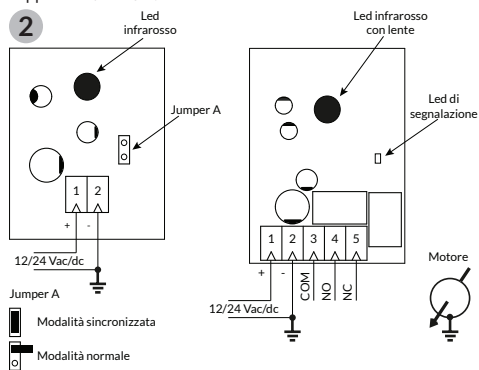 2
Led
infrarosso
Jumper A
1 2
+ -
12/24 Vac/dc
Jumper A
Modalità sincronizzata
Modalità normale
Led infrarosso
con lente
Led di
segnalazione
1 2 3 4 5
+ -
COM
NO
NC
12/24 Vac/dc
Motore